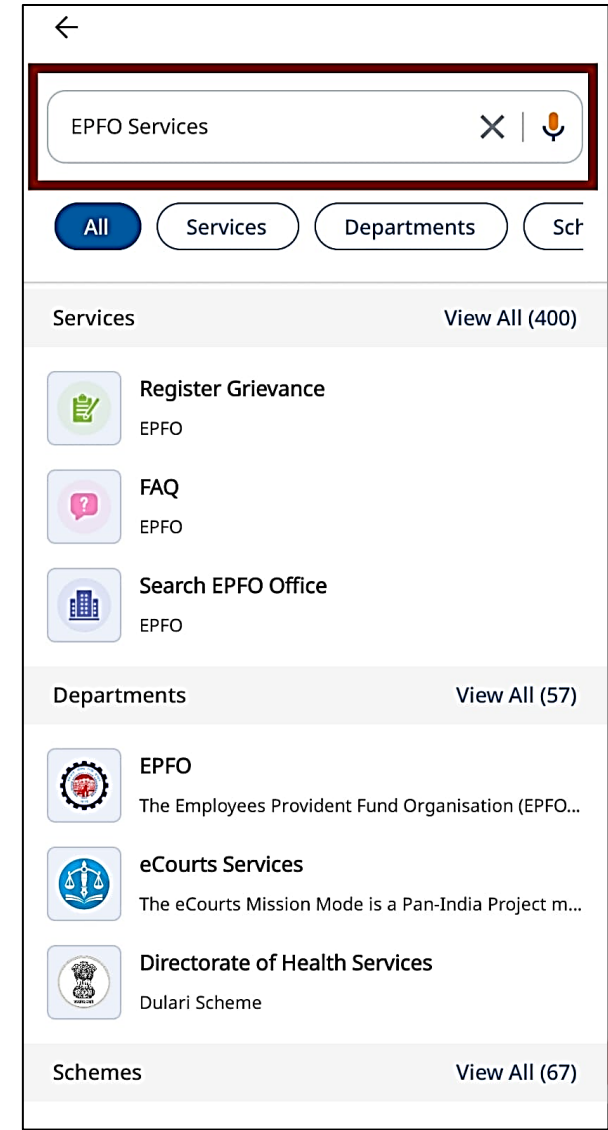 EPFO Services
All Services Departments Sch
Services View All (400)
Register Grievance
EPFO
FAQ
EPFO
Search EPFO Office
EPFO
Departments View All (57)
EPFO
The Employees Provident Fund Organisation (EPFO...
eCourts Services
The eCourts Mission Mode is a Pan-India Project m...
Directorate of Health Services
Dulari Scheme
Schemes View All (67)